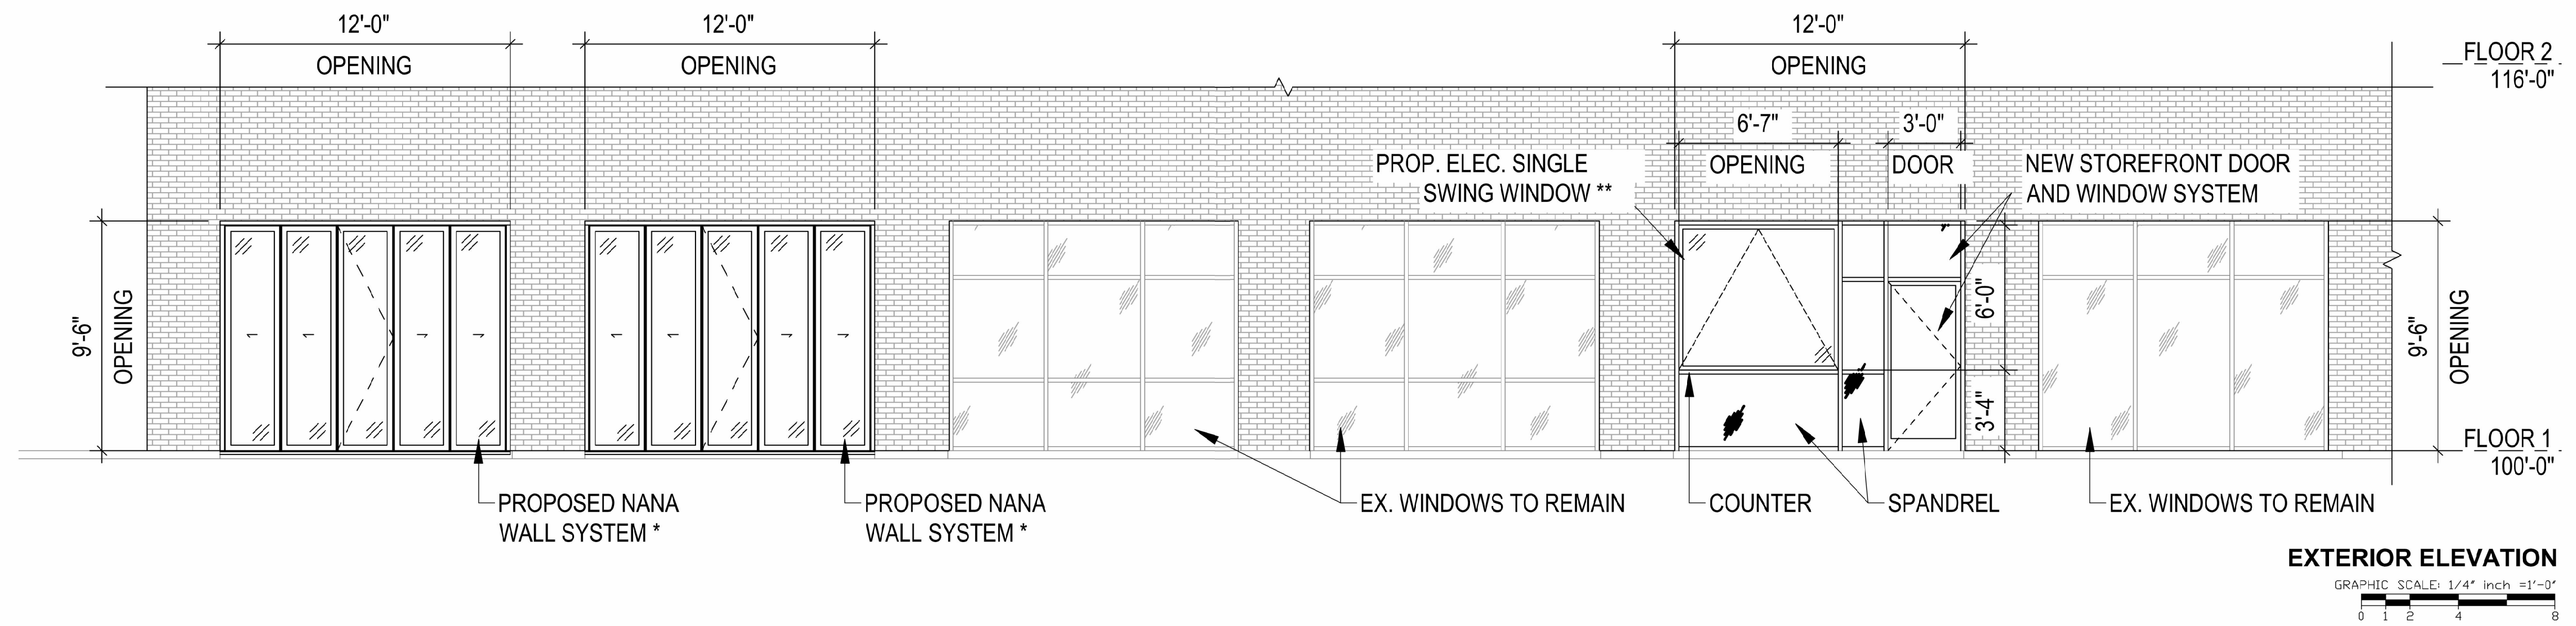 12'-0"
OPENING
12'-0"
OPENING
12'-0"
OPENING
FLOOR 2
116'-0"
6'-7"
OPENING
3'-0"
DOOR
PROP. ELEC. SINGLE
SWING WINDOW **
NEW STOREFRONT DOOR
AND WINDOW SYSTEM
9'-6"
OPENING
6'-0"
3'-4"
9'-6"
OPENING
FLOOR 1
100'-0"
PROPOSED NANA
WALL SYSTEM *
PROPOSED NANA
WALL SYSTEM *
EX. WINDOWS TO REMAIN
COUNTER
SPANDREL
EX. WINDOWS TO REMAIN
EXTERIOR ELEVATION
GRAPHIC SCALE: 1/4" inch =1'-0"
0 1 2 4 8